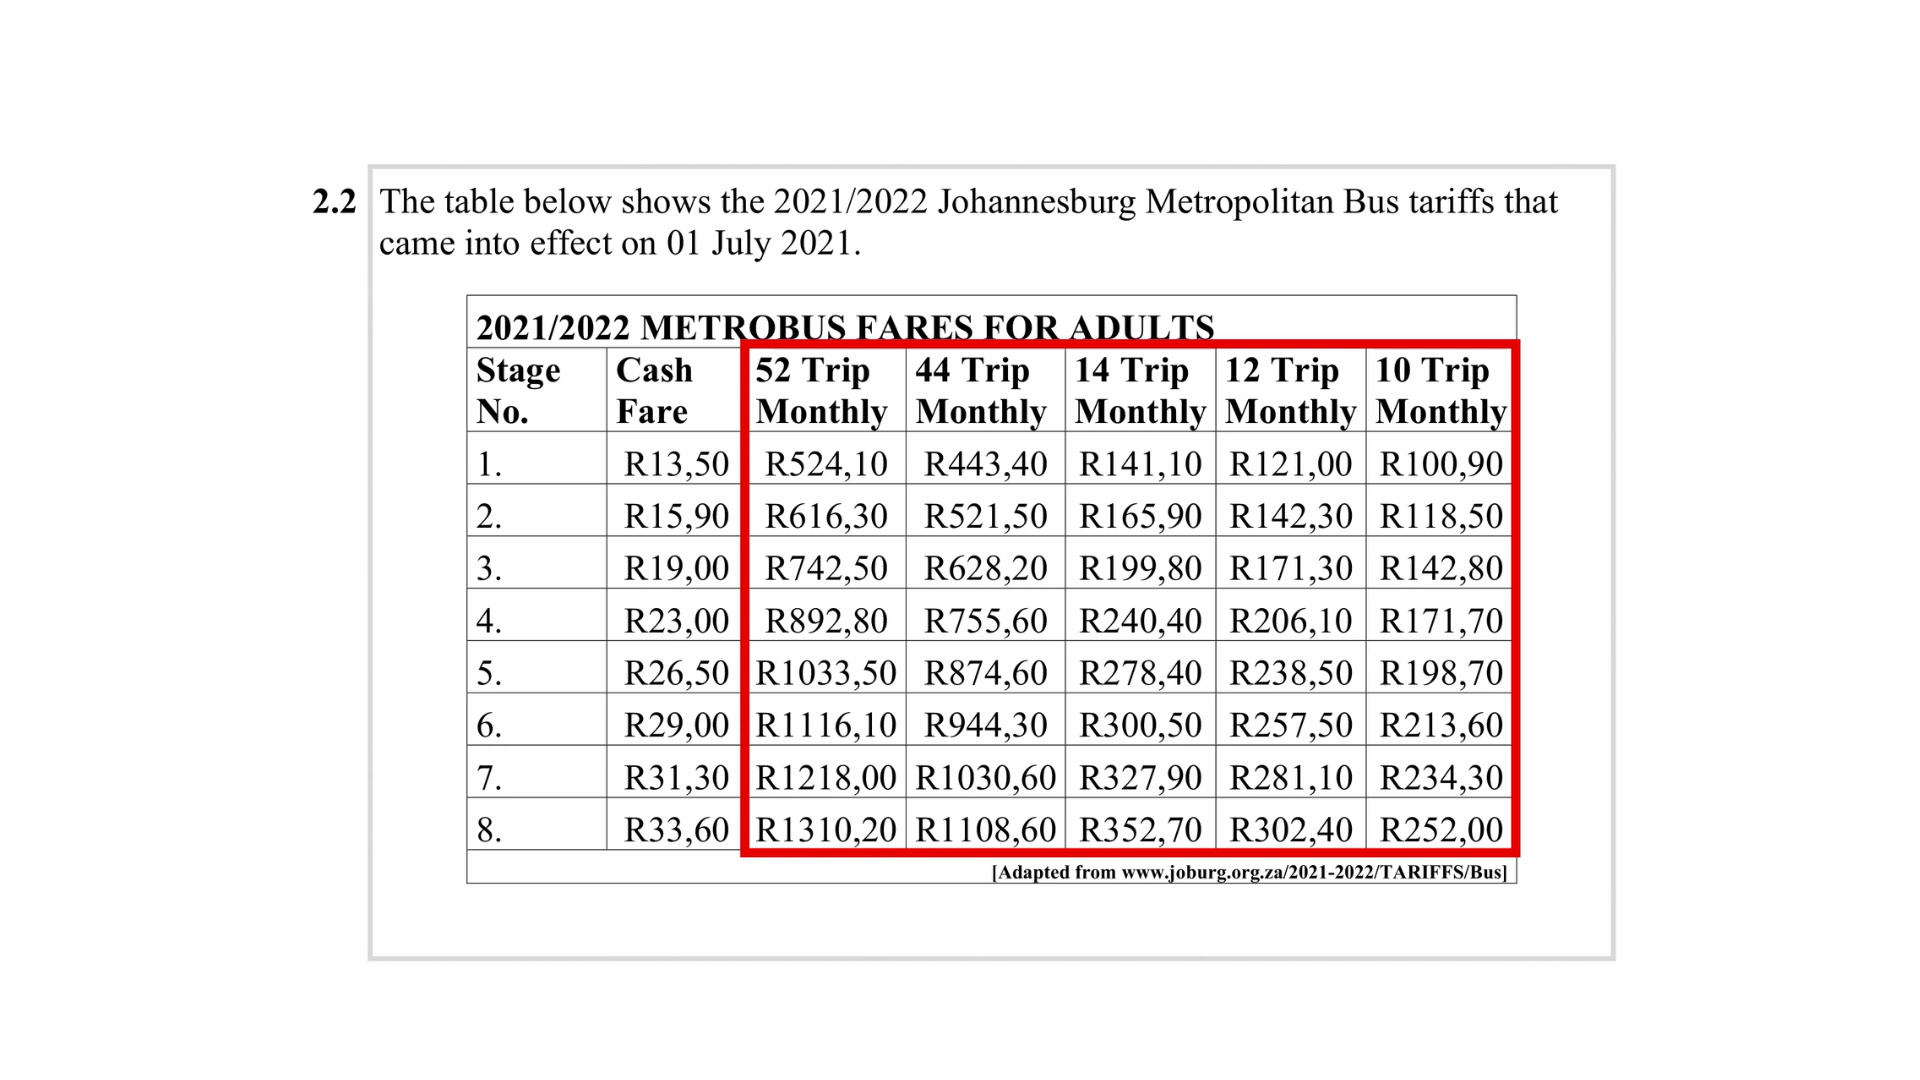 2.2 The table below shows the 2021/2022 Johannesburg Metropolitan Bus tariffs that
came into effect on 01 July 2021.
2021/2022 METROBUS FARES FOR ADULTS
Stage No. Cash Fare 52 Trip Monthly 44 Trip Monthly 14 Trip Monthly 12 Trip Monthly 10 Trip Monthly
1. R13,50 R524,10 R443,40 R141,10 R121,00 R100,90
2. R15,90 R616,30 R521,50 R165,90 R142,30 R118,50
3. R19,00 R742,50 R628,20 R199,80 R171,30 R142,80
4. R23,00 R892,80 R755,60 R240,40 R206,10 R171,70
5. R26,50 R1033,50 R874,60 R278,40 R238,50 R198,70
6. R29,00 R1116,10 R944,30 R300,50 R257,50 R213,60
7. R31,30 R1218,00 R1030,60 R327,90 R281,10 R234,30
8. R33,60 R1310,20 R1108,60 R352,70 R302,40 R252,00
[Adapted from www.joburg.org.za/2021-2022/TARIFFS/Bus]